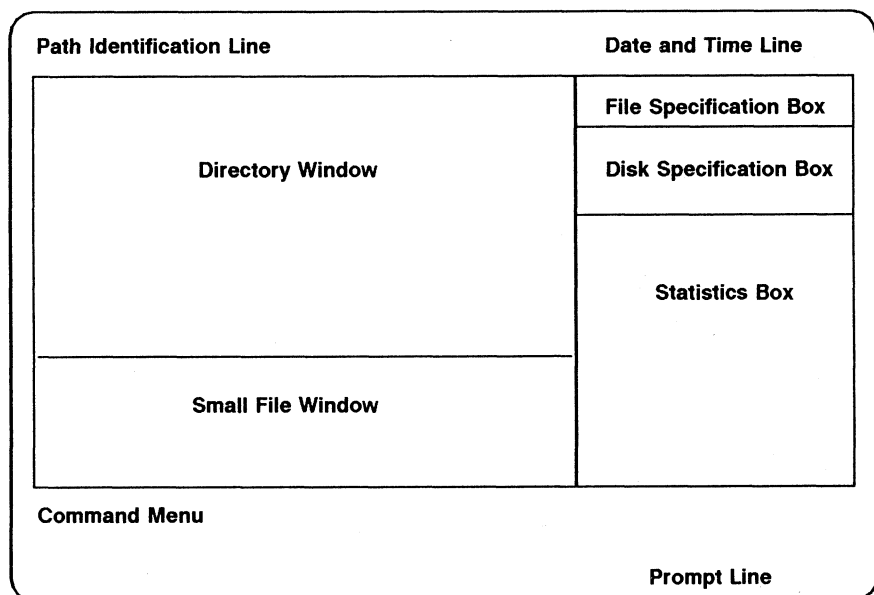 Path Identification Line
Date and Time Line
File Specification Box
Directory Window
Disk Specification Box
Statistics Box
Small File Window
Command Menu
Prompt Line